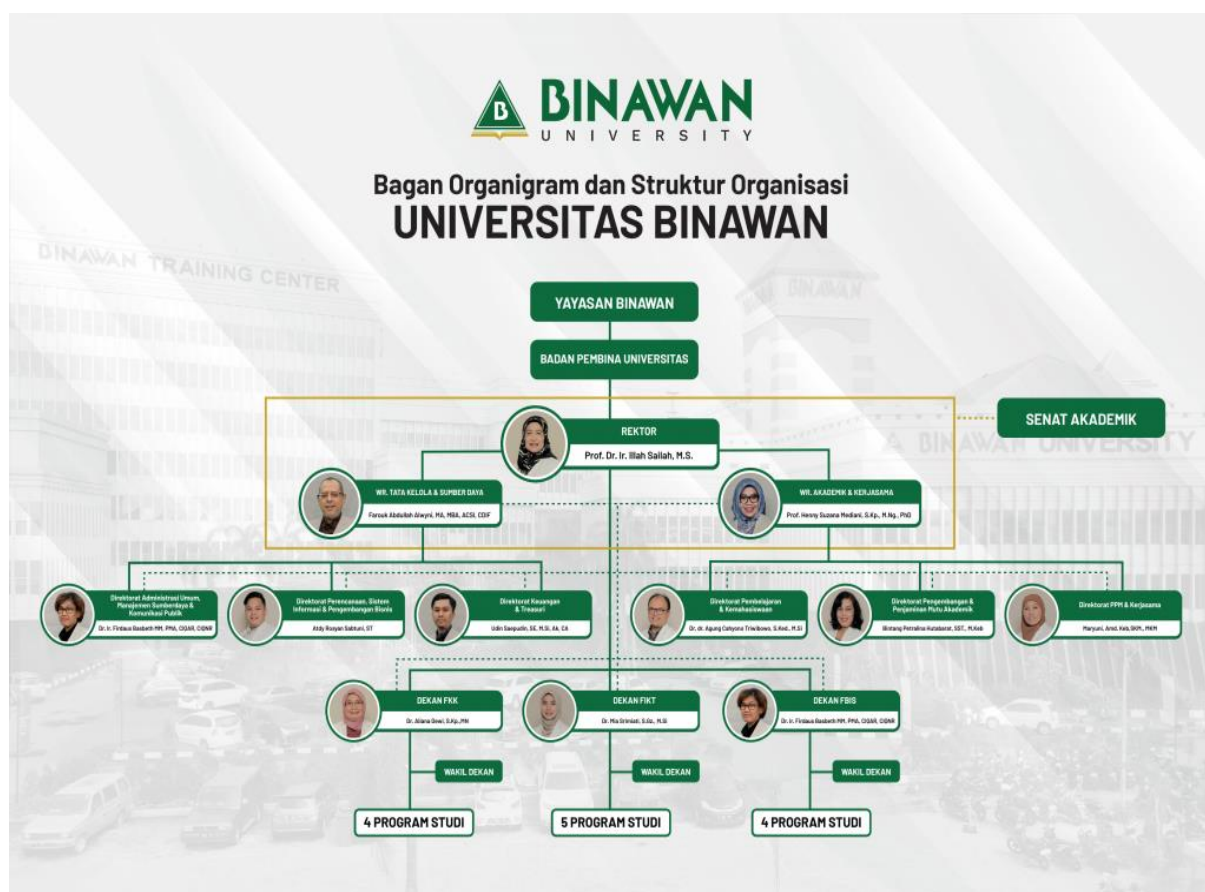 B
BINAWAN
UNIVERSITY
Bagan Organigram dan Struktur Organisasi
UNIVERSITAS BINAWAN
BINAWAN TRAINING CENTER
BINAWAN
YAYASAN BINAWAN
BADAN PEMBINA UNIVERSITAS
SENAT AKADEMIK
BINAWAN UNIVERSITY
REKTOR
Prof. Dr. Ir. Illah Sailah, M.S.
WR. TATA KELOLA & SUMBER DAYA
Farouk Abdullah Alwyni, MA, MBA, ACSI, CDIF
WR. AKADEMIK & KERJASAMA
Prof. Henny Suzana Mediani, S.Kp., M.Ng., PhD
Direktorat Administrasi Umum,
Manajemen Sumberdaya &
Komunikasi Publik
Dr. Ir. Firdaus Basbeth MM, PMA, CIQAR, CIQNR
Direktorat Perencanaan, Sistem
Informasi & Pengembangan Bisnis
Atdy Rosyan Sabtuni, ST
Direktorat Keuangan
& Treasuri
Udin Saepudin, SE, M.Si, Ak, CA
Direktorat Pembelajaran
& Kemahasiswaan
Dr. dr. Agung Cahyono Triwibowo, S.Ked., M.Si
Direktorat Pengembangan &
Penjaminan Mutu Akademik
Bintang Petralina Hutabarat, SST., M.Keb
Direktorat PPM & Kerjasama
Maryuni, Amd. Keb, SKM., MKM
DEKAN FKK
Dr. Aliana Dewi, S.Kp.,MN
DEKAN FIKT
Dr. Mia Srimiati, S.Gz., M.Si
DEKAN FBIS
Dr. Ir. Firdaus Basbeth MM, PMA, CIQAR, CIQNR
WAKIL DEKAN
WAKIL DEKAN
WAKIL DEKAN
4 PROGRAM STUDI
5 PROGRAM STUDI
4 PROGRAM STUDI